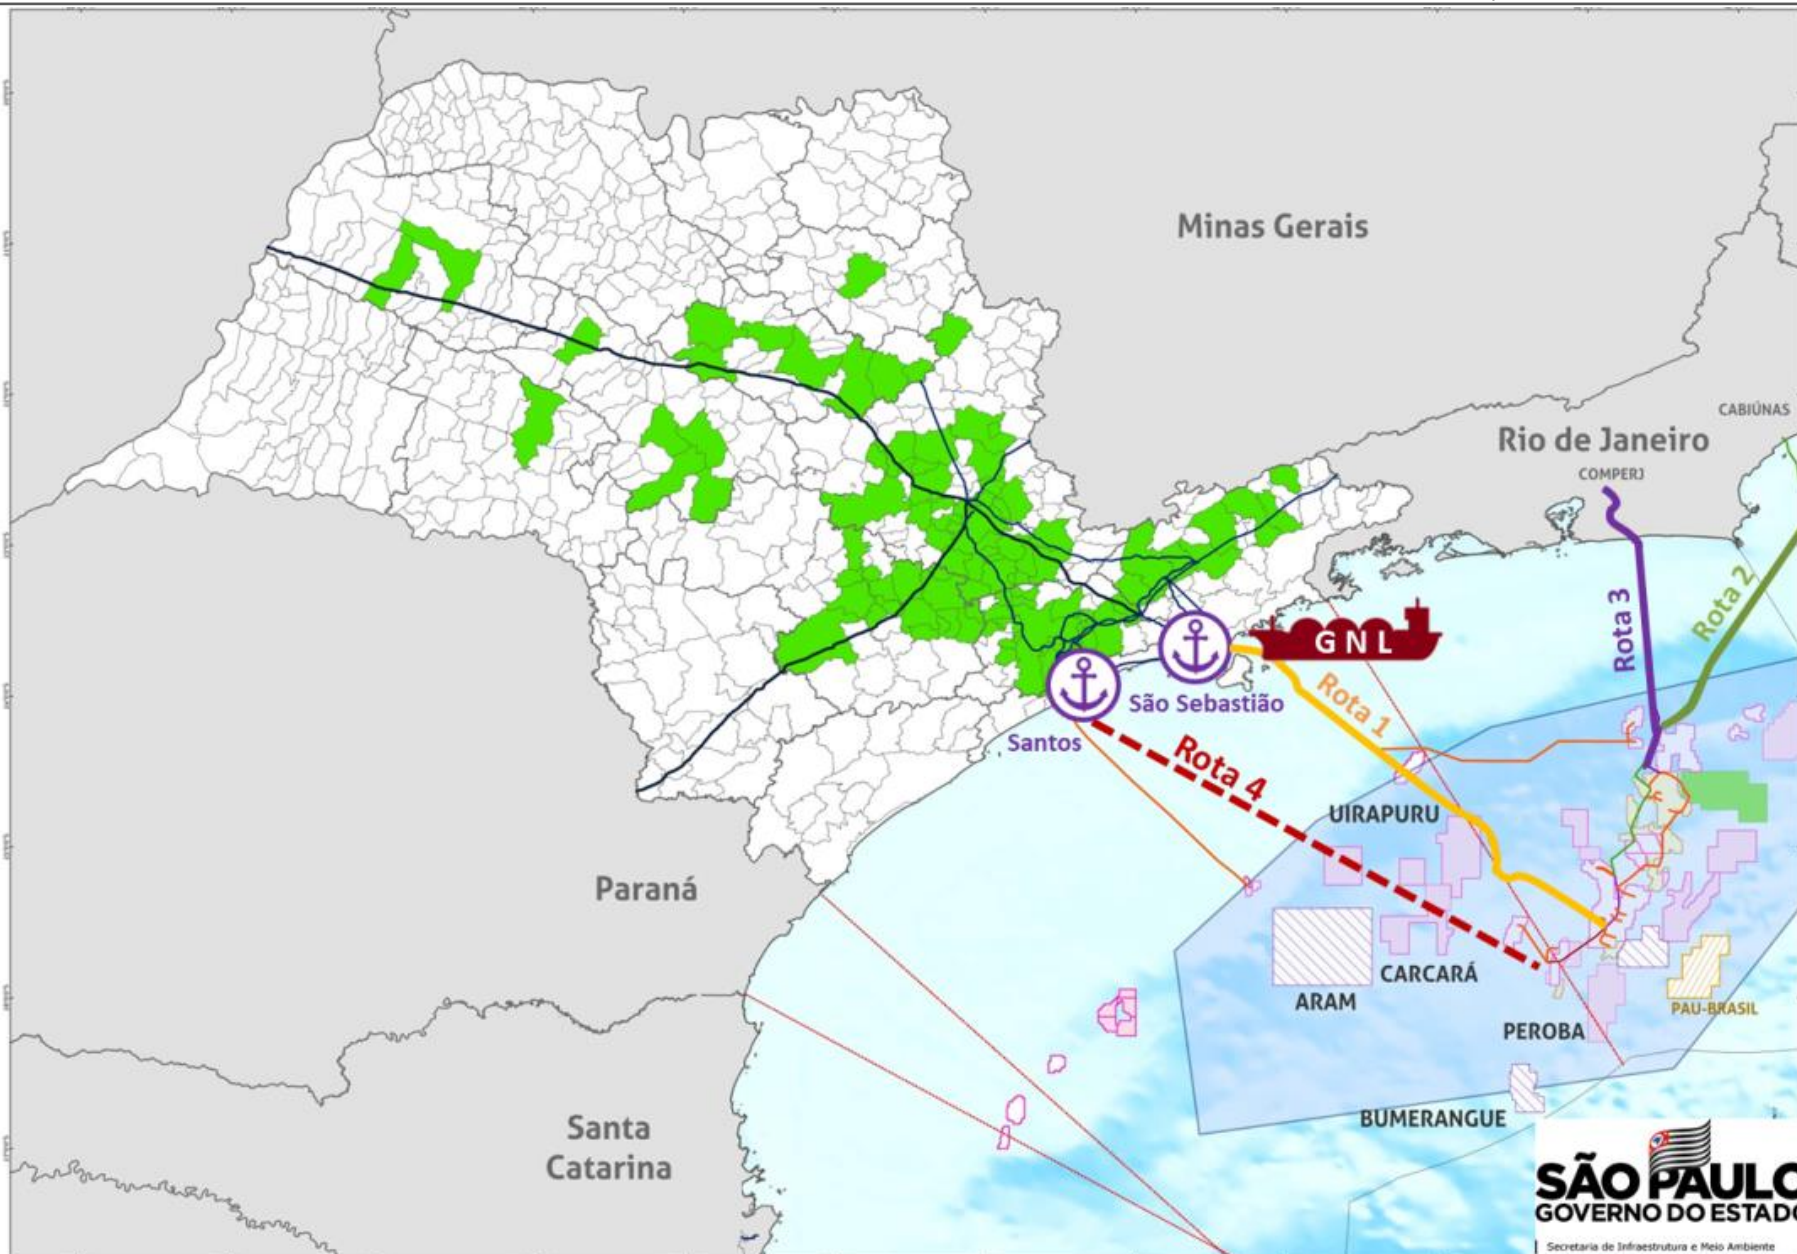 Minas Gerais
CABIÚNAS
Rio de Janeiro
COMPERJ
Rota 3
Rota 2
GNL
São Sebastião
Rota 1
Santos
Rota 4
UIRAPURU
Paraná
CARCARÁ
ARAM
PAU-BRASIL
PEROBA
BUMERANGUE
Santa
Catarina
SÃO PAULO
GOVERNO DO ESTADO
Secretaria de Infraestrutura e Meio Ambiente